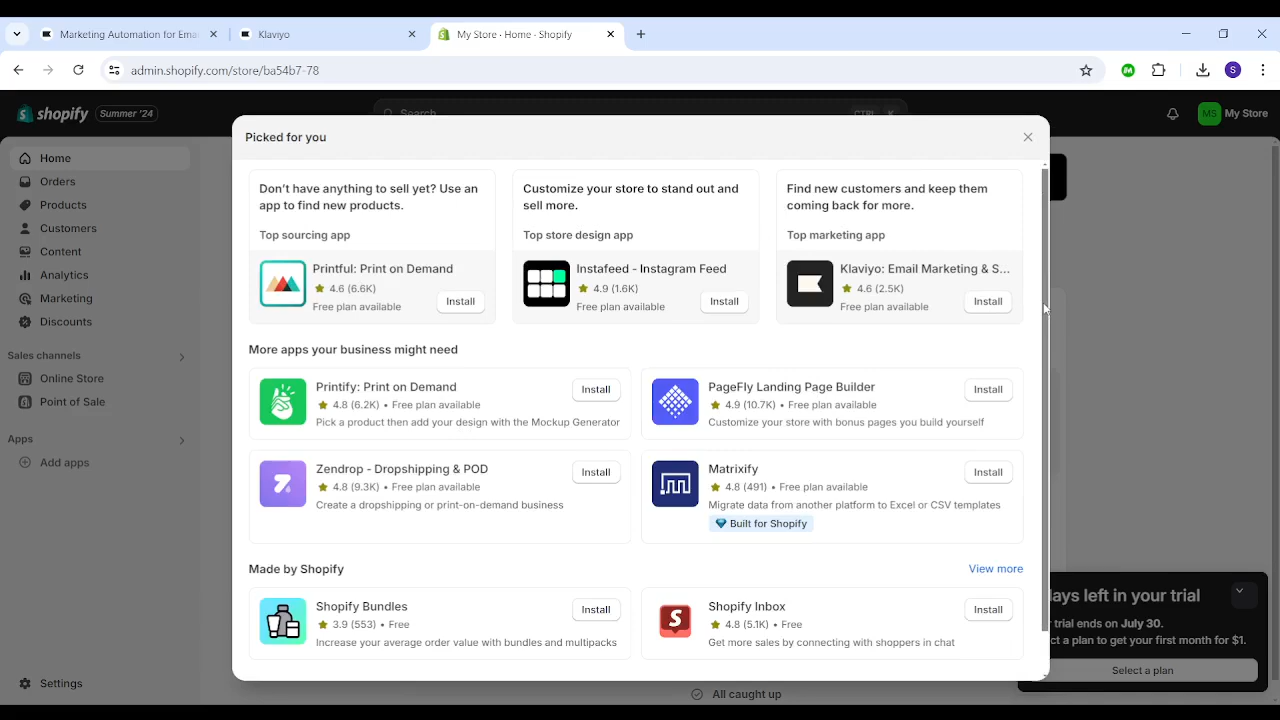 Marketing Automation for Emai
Klaviyo
My Store · Home · Shopify
admin.shopify.com/store/ba54b7-78
S
shopify
Summer '24
Search
CTRL K
MS
My Store
Home
Orders
Products
Customers
Content
Analytics
Marketing
Discounts
Sales channels
Online Store
Point of Sale
Apps
Add apps
Settings
Picked for you
Don't have anything to sell yet? Use an
app to find new products.
Top sourcing app
Printful: Print on Demand
4.6 (6.6K)
Free plan available
Install
Customize your store to stand out and
sell more.
Top store design app
Instafeed - Instagram Feed
4.9 (1.6K)
Free plan available
Install
Find new customers and keep them
coming back for more.
Top marketing app
Klaviyo: Email Marketing & S...
4.6 (2.5K)
Free plan available
Install
More apps your business might need
Printify: Print on Demand
4.8 (6.2K) • Free plan available
Pick a product then add your design with the Mockup Generator
Install
PageFly Landing Page Builder
4.9 (10.7K) • Free plan available
Customize your store with bonus pages you build yourself
Install
Zendrop - Dropshipping & POD
4.8 (9.3K) • Free plan available
Create a dropshipping or print-on-demand business
Install
Matrixify
4.8 (491) • Free plan available
Migrate data from another platform to Excel or CSV templates
Built for Shopify
Install
Made by Shopify
View more
Shopify Bundles
3.9 (553) • Free
Increase your average order value with bundles and multipacks
Install
Shopify Inbox
4.8 (5.1K) • Free
Get more sales by connecting with shoppers in chat
Install
lays left in your trial
trial ends on July 30.
ct a plan to get your first month for $1.
Select a plan
All caught up